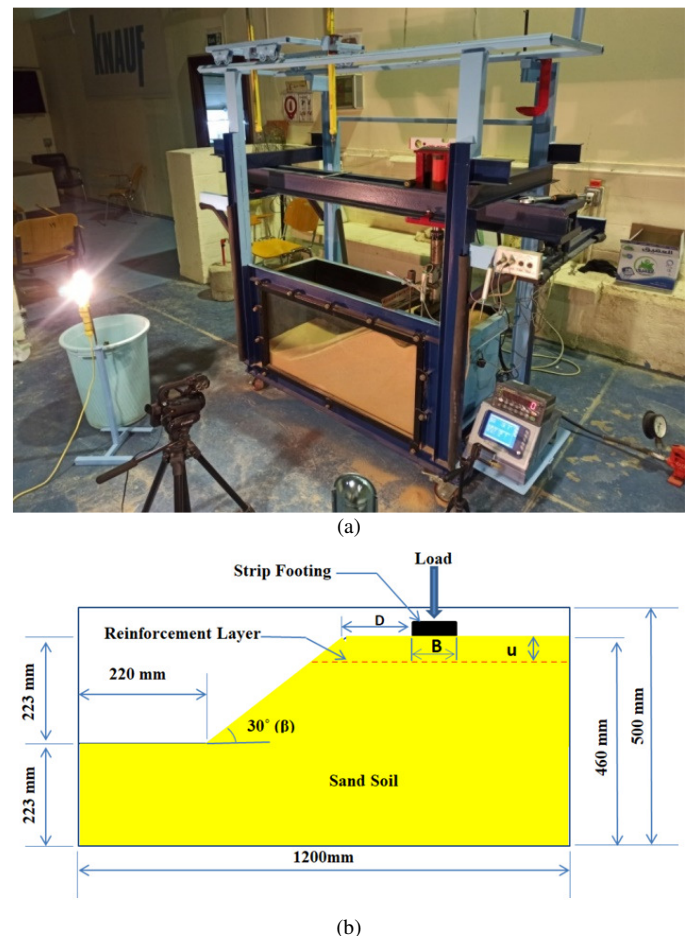 KNAUF
(a)
Load
Strip Footing
D
Reinforcement Layer
B
u
220 mm
223 mm
30° (β)
460 mm
500 mm
223 mm
Sand Soil
1200mm
(b)